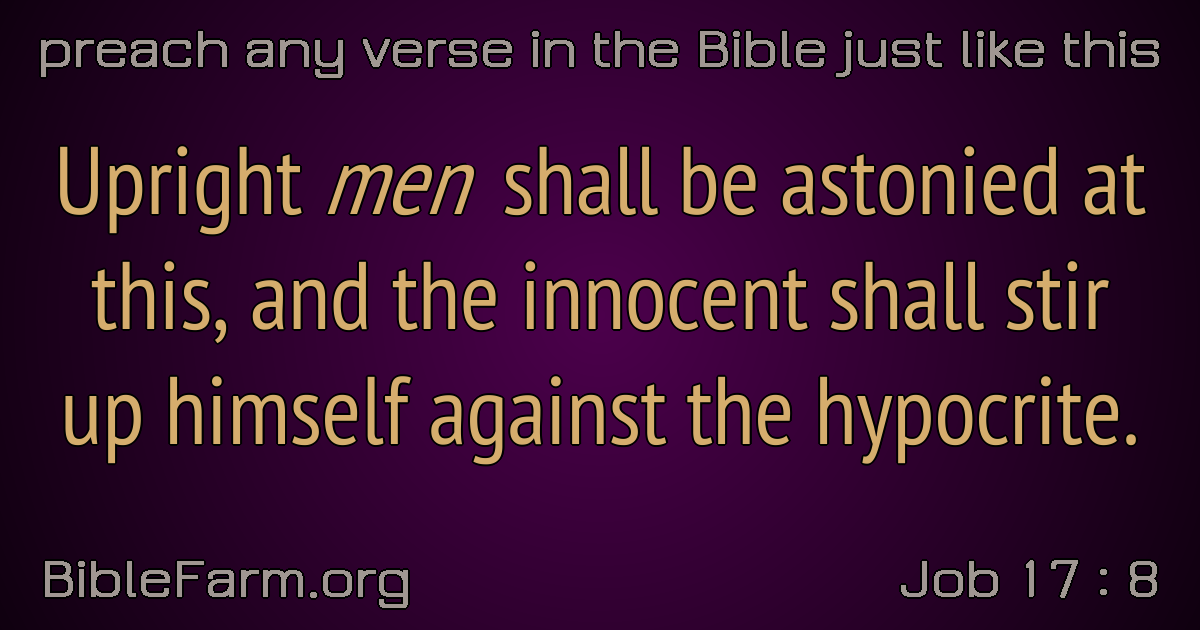 preach any verse in the Bible just like this
Upright men shall be astonied at
this, and the innocent shall stir
up himself against the hypocrite.
BibleFarm.org
Job 17 : 8